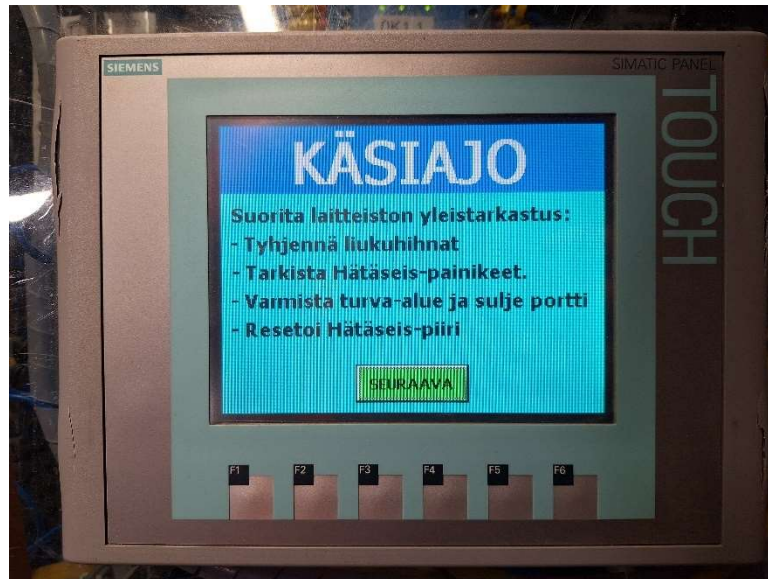 SIEMENS
SIMATIC PANEL
TOUCH
KÄSIAJO
Suorita laitteiston yleistarkastus:
- Tyhjennä liukuhihnat
- Tarkista Hätäseis-painikeet.
- Varmista turva-alue ja sulje portti
- Resetoi Hätäseis-piiri
SEURAAVA
F1 F2 F3 F4 F5 F6